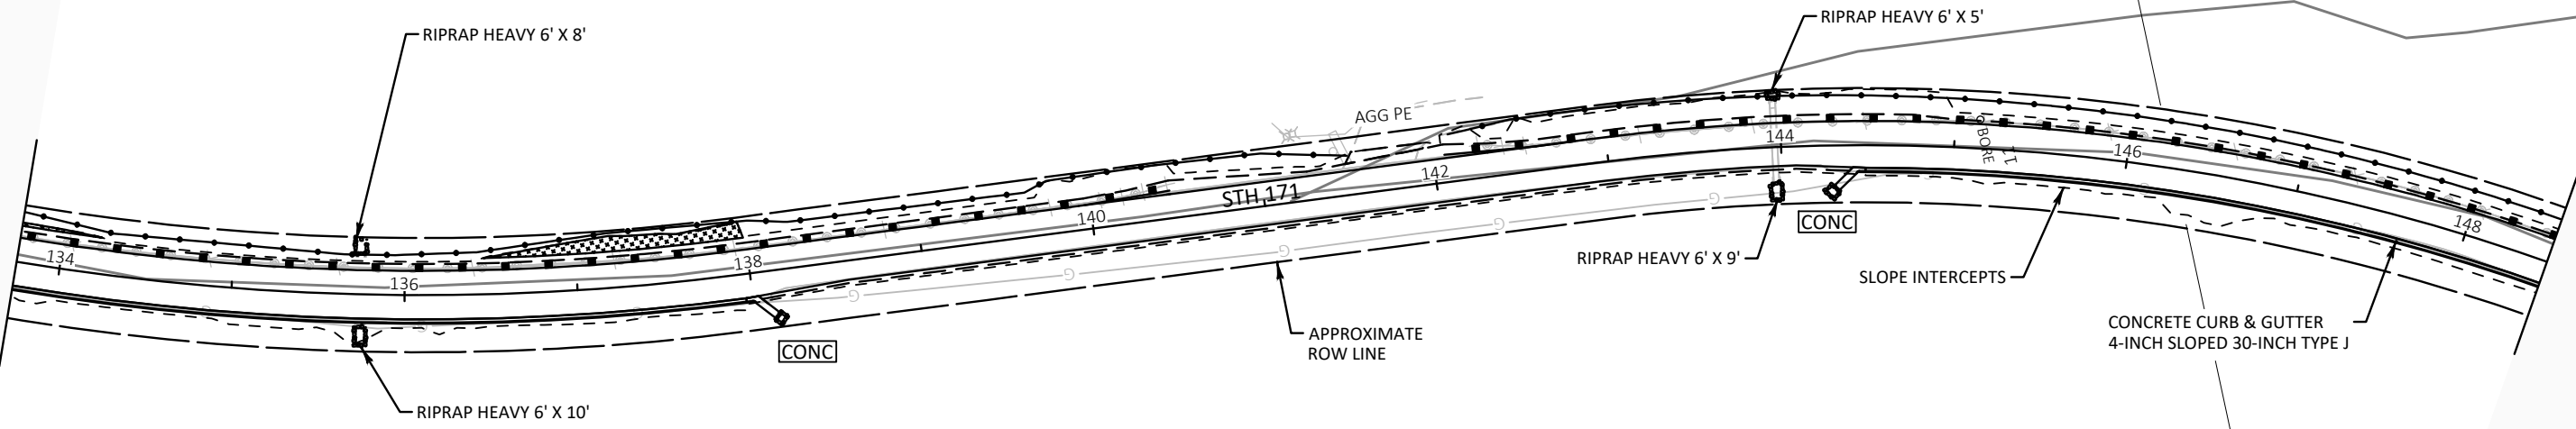 RIPRAP HEAVY 6' X 8'
RIPRAP HEAVY 6' X 5'
AGG PE
144
G BORE
11
146
142
STH 171
140
148
134
138
136
CONC
RIPRAP HEAVY 6' X 9'
SLOPE INTERCEPTS
G
G
G
G
G
CONCRETE CURB & GUTTER
4-INCH SLOPED 30-INCH TYPE J
APPROXIMATE
ROW LINE
CONC
RIPRAP HEAVY 6' X 10'